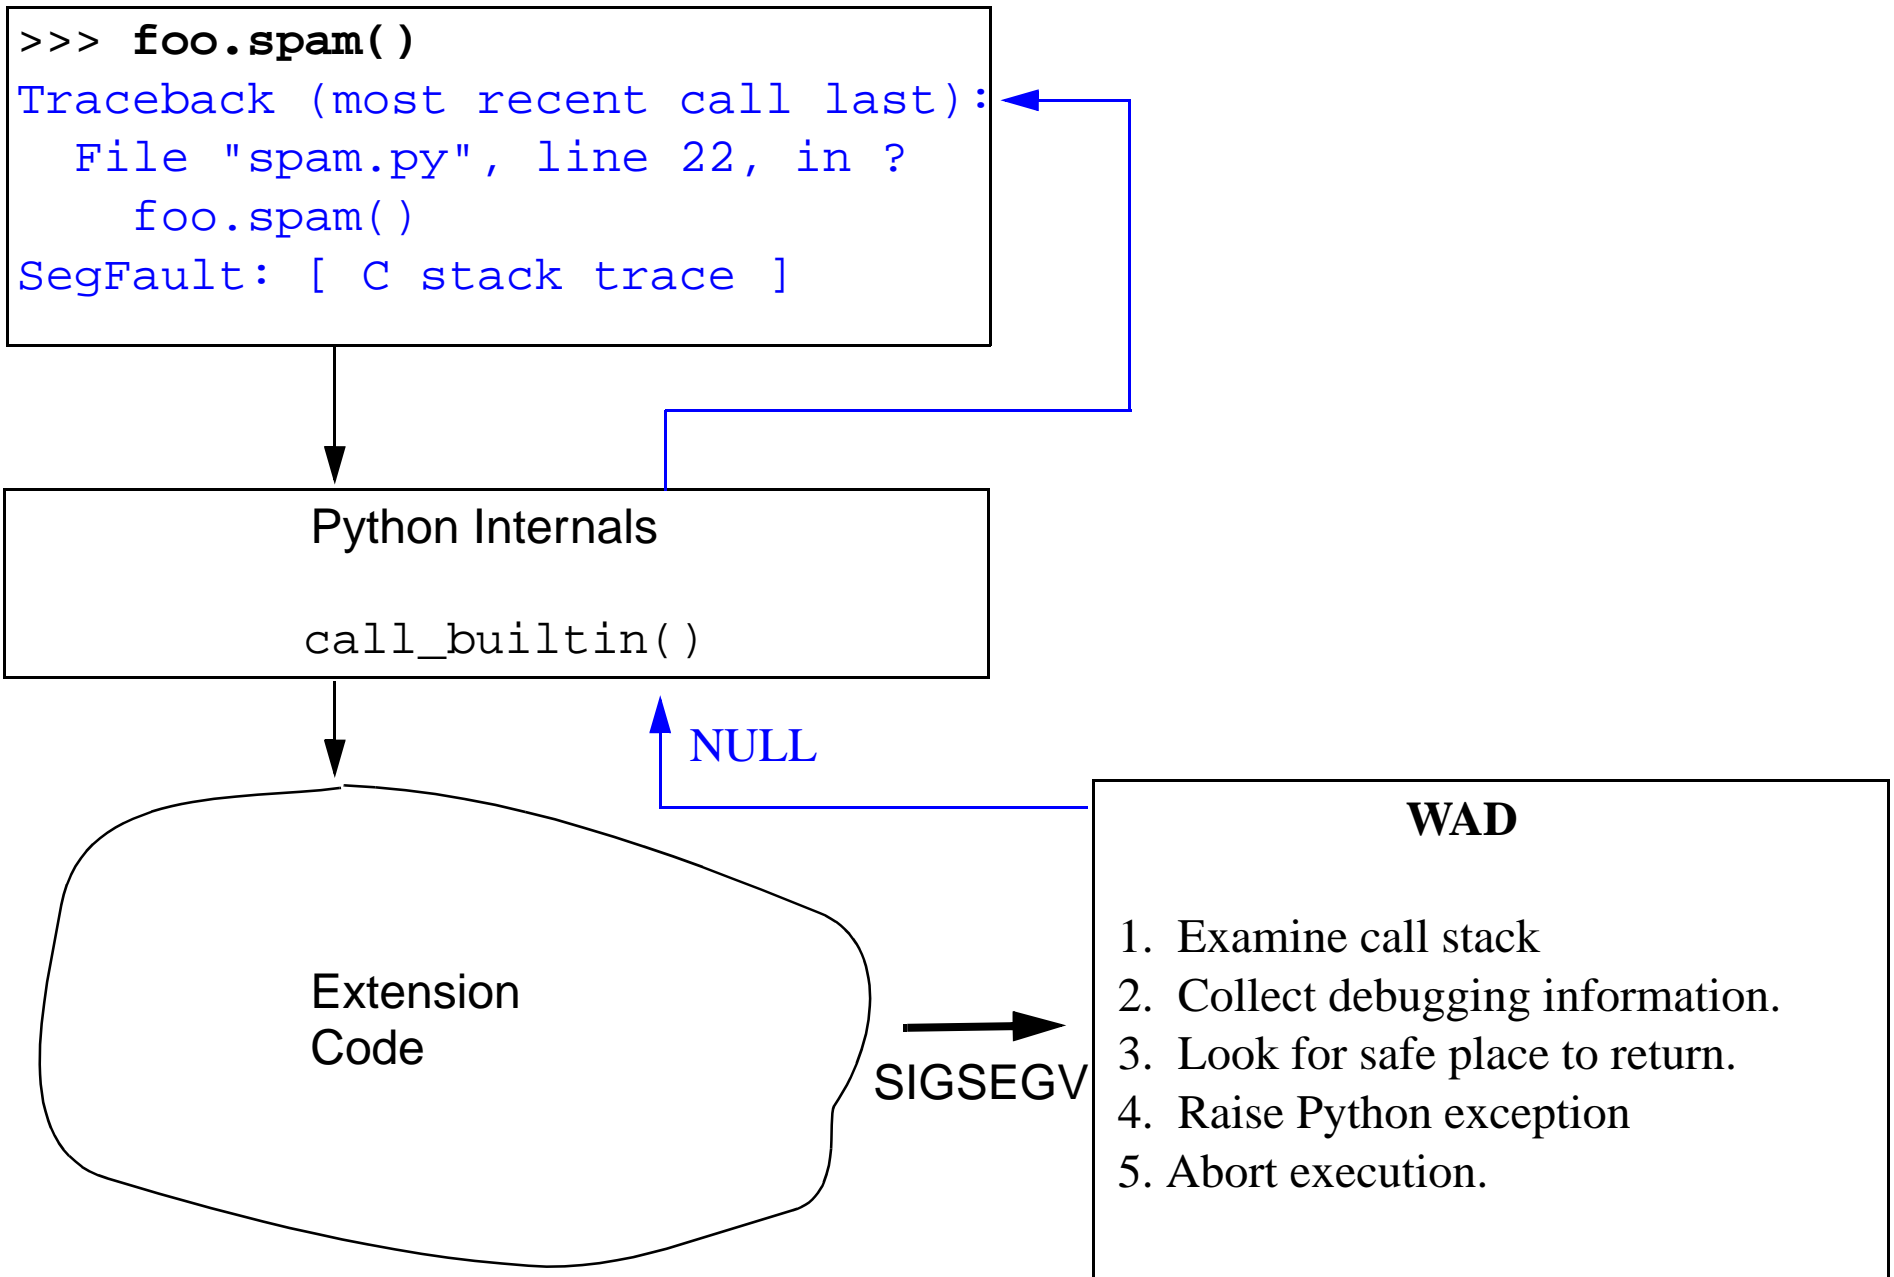 >>> foo.spam()
Traceback (most recent call last):
File "spam.py", line 22, in ?
foo.spam()
SegFault: [ C stack trace ]
Python Internals
call_builtin()
NULL
Extension
Code
SIGSEGV
WAD
1. Examine call stack
2. Collect debugging information.
3. Look for safe place to return.
4. Raise Python exception
5. Abort execution.